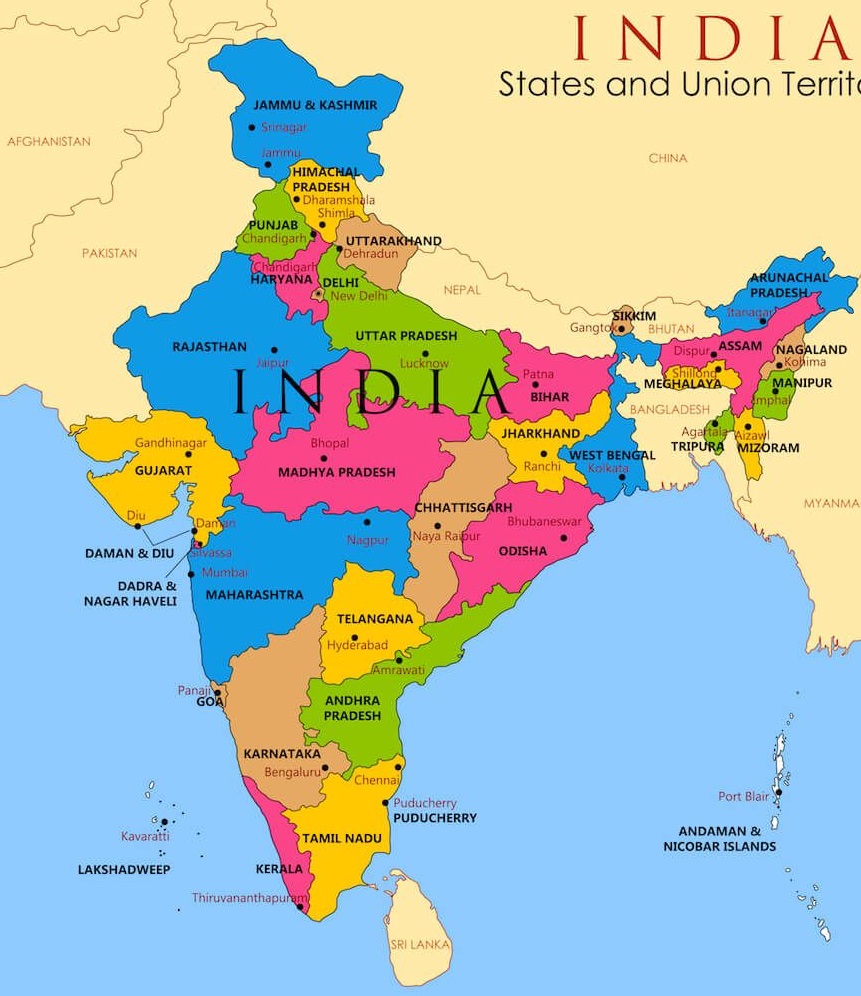 INDIA
States and Union Territo
JAMMU & KASHMIR
Srinagar
AFGHANISTAN
Jammu
CHINA
HIMACHAL
PRADESH
Dharamshala
Shimla
PUNJAB
Chandigarh
UTTARAKHAND
Dehradun
PAKISTAN
Chandigarh
HARYANA
DELHI
New Delhi
NEPAL
ARUNACHAL
PRADESH
Itanagar
SIKKIM
Gangtok
BHUTAN
UTTAR PRADESH
Lucknow
RAJASTHAN
Jaipur
Dispur
ASSAM
NAGALAND
Kohima
Shillong
MEGHALAYA
MANIPUR
Imphal
Patna
BIHAR
INDIA
BANGLADESH
Agartala
TRIPURA
Aizawl
MIZORAM
Gandhinagar
GUJARAT
Bhopal
MADHYA PRADESH
JHARKHAND
Ranchi
WEST BENGAL
Kolkata
MYANMA
CHHATTISGARH
Naya Raipur
Bhubaneswar
ODISHA
Diu
Daman
DAMAN & DIU
Silvassa
DADRA &
NAGAR HAVELI
Nagpur
Mumbai
MAHARASHTRA
TELANGANA
Hyderabad
Amrawati
Panaji
GOA
ANDHRA
PRADESH
KARNATAKA
Bengaluru
Chennai
Puducherry
PUDUCHERRY
Port Blair
ANDAMAN &
NICOBAR ISLANDS
Kavaratti
LAKSHADWEEP
TAMIL NADU
KERALA
Thiruvananthapuram
SRI LANKA